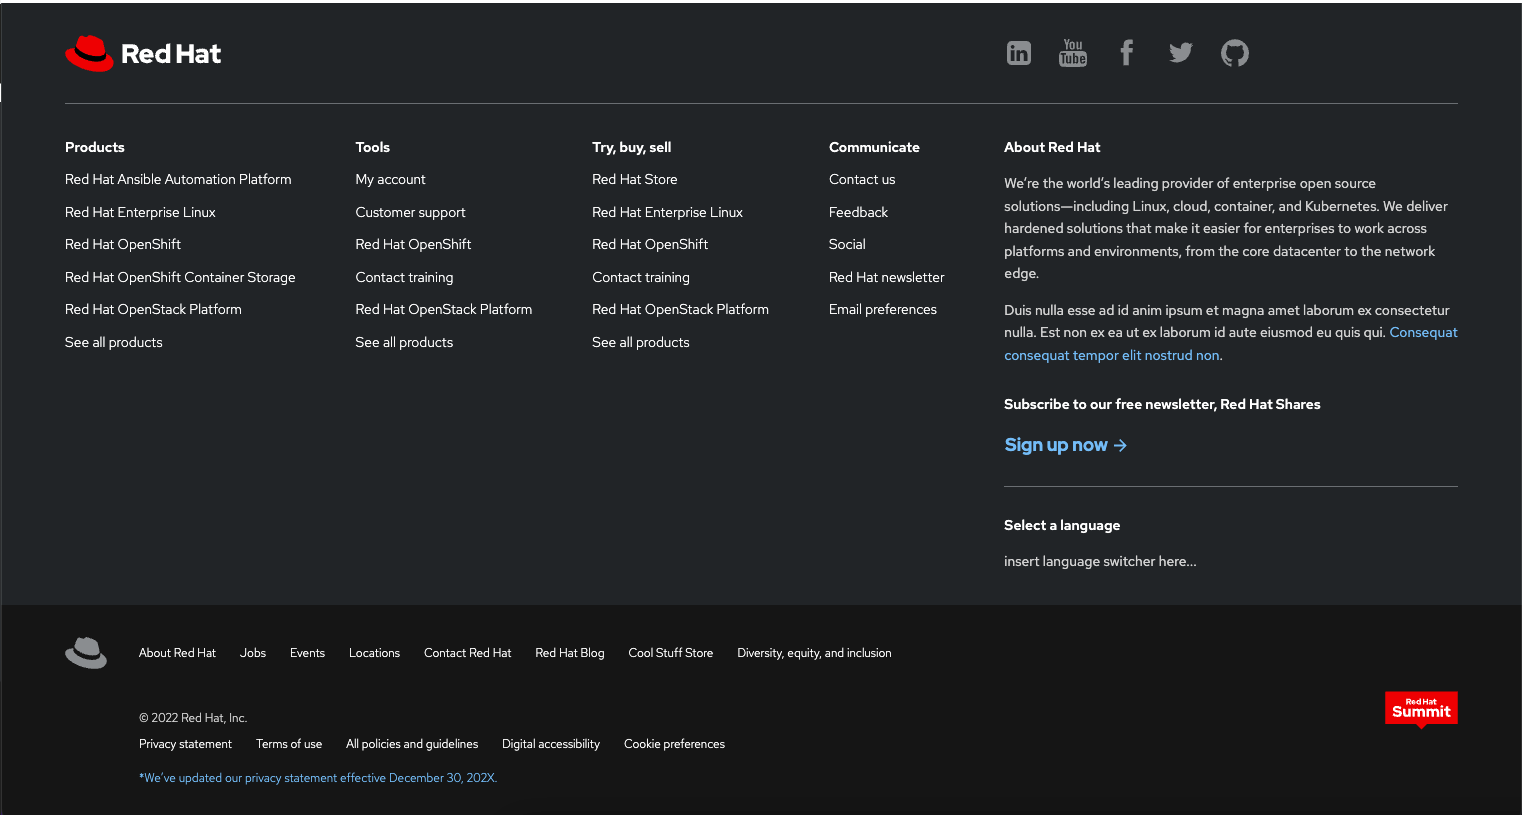 Red Hat
in
You
Tube
Products
Red Hat Ansible Automation Platform
Red Hat Enterprise Linux
Red Hat OpenShift
Red Hat OpenShift Container Storage
Red Hat OpenStack Platform
See all products
Tools
My account
Customer support
Red Hat OpenShift
Contact training
Red Hat OpenStack Platform
See all products
Try, buy, sell
Red Hat Store
Red Hat Enterprise Linux
Red Hat OpenShift
Contact training
Red Hat OpenStack Platform
See all products
Communicate
Contact us
Feedback
Social
Red Hat newsletter
Email preferences
About Red Hat
We’re the world’s leading provider of enterprise open source
solutions—including Linux, cloud, container, and Kubernetes. We deliver
hardened solutions that make it easier for enterprises to work across
platforms and environments, from the core datacenter to the network
edge.
Duis nulla esse ad id anim ipsum et magna amet laborum ex consectetur
nulla. Est non ex ea ut ex laborum id aute eiusmod eu quis qui. Consequat
consequat tempor elit nostrud non.
Subscribe to our free newsletter, Red Hat Shares
Sign up now →
Select a language
insert language switcher here...
About Red Hat Jobs Events Locations Contact Red Hat Red Hat Blog Cool Stuff Store Diversity, equity, and inclusion
© 2022 Red Hat, Inc.
Privacy statement Terms of use All policies and guidelines Digital accessibility Cookie preferences
*We’ve updated our privacy statement effective December 30, 202X.
Red Hat
Summit